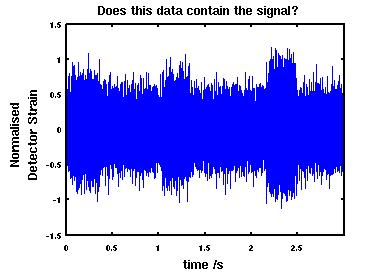 Does this data contain the signal?
1.5
1
0.5
0
-0.5
-1
-1.5
Normalised
Detector Strain
0 0.5 1.0 1.5 2 2.5
time /s